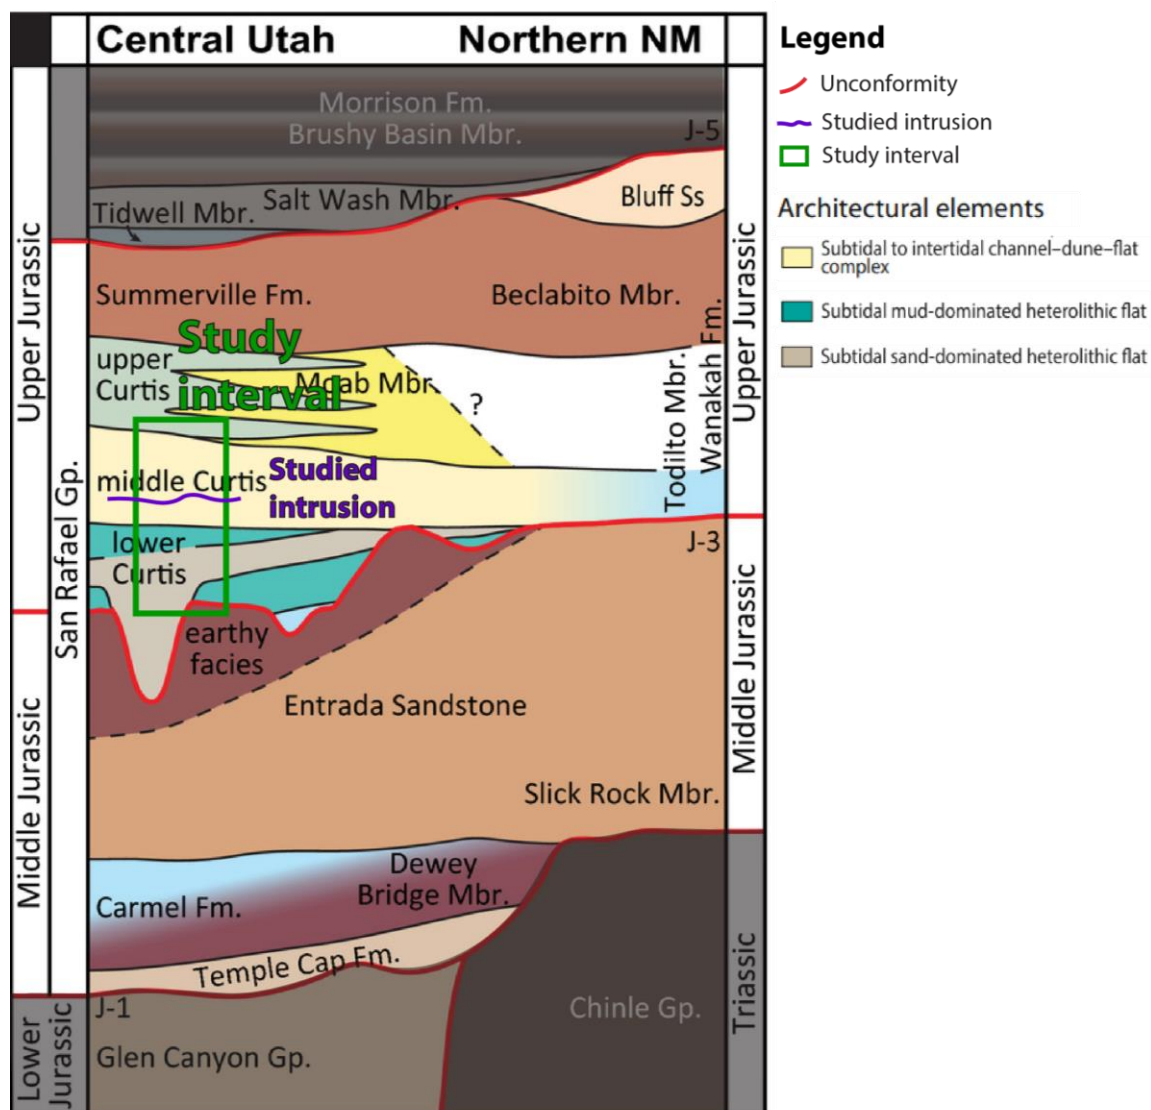 Central Utah
Northern NM
Legend
Unconformity
Studied intrusion
Study interval
Architectural elements
Subtidal to intertidal channel–dune–flat
complex
Subtidal mud-dominated heterolithic flat
Subtidal sand-dominated heterolithic flat
Morrison Fm.
Brushy Basin Mbr.
J-5
Salt Wash Mbr.
Tidwell Mbr.
Bluff Ss
Summerville Fm.
Beclabito Mbr.
Study
interval
upper
Curtis
Moab Mbr.
?
Todilto Mbr.
Wanakah Fm.
middle Curtis
Studied
intrusion
lower
Curtis
J-3
earthy
facies
Entrada Sandstone
Slick Rock Mbr.
Dewey
Bridge Mbr.
Carmel Fm.
Temple Cap Fm.
J-1
Chinle Gp.
Glen Canyon Gp.
Upper Jurassic
Middle Jurassic
Lower
Jurassic
San Rafael Gp.
Upper Jurassic
Middle Jurassic
Triassic